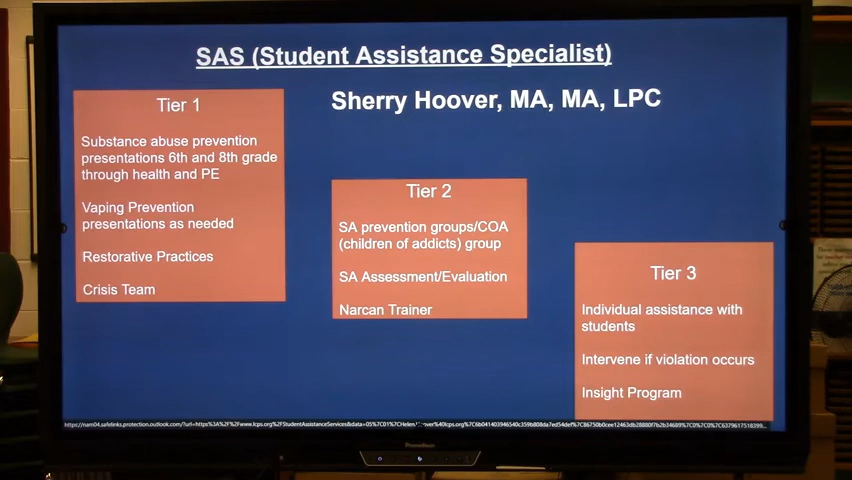 SAS (Student Assistance Specialist)
Sherry Hoover, MA, MA, LPC
Tier 1
Substance abuse prevention
presentations 6th and 8th grade
through health and PE
Vaping Prevention
presentations as needed
Restorative Practices
Crisis Team
Tier 2
SA prevention groups/COA
(children of addicts) group
SA Assessment/Evaluation
Narcan Trainer
Tier 3
Individual assistance with
students
Intervene if violation occurs
Insight Program
Promethean